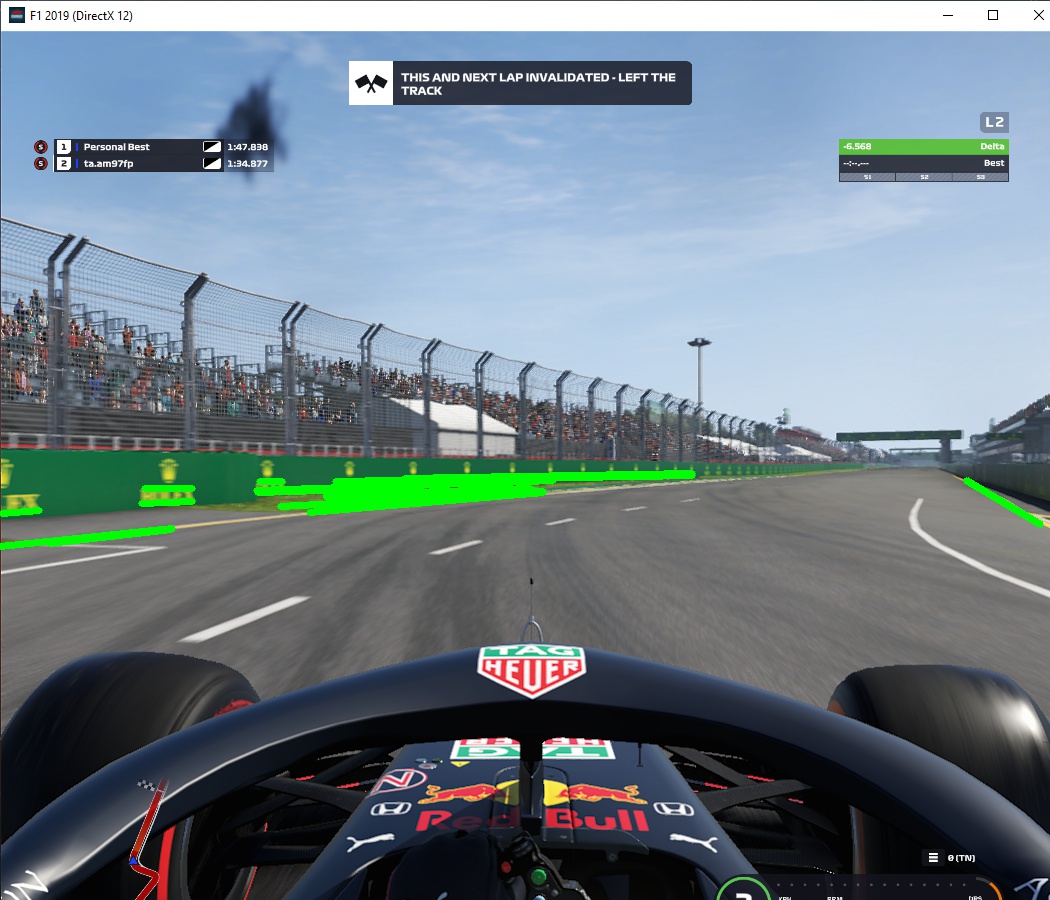 F1 2019 (DirectX 12)
THIS AND NEXT LAP INVALIDATED - LEFT THE
TRACK
L2
S 1 Personal Best 1:47.838
S 2 ta.am97fp 1:34.877
-6.568 Delta
--:--.--- Best
S1 S2 S3
TAG
HEUER
TAG
Red Bull
0 (TN)